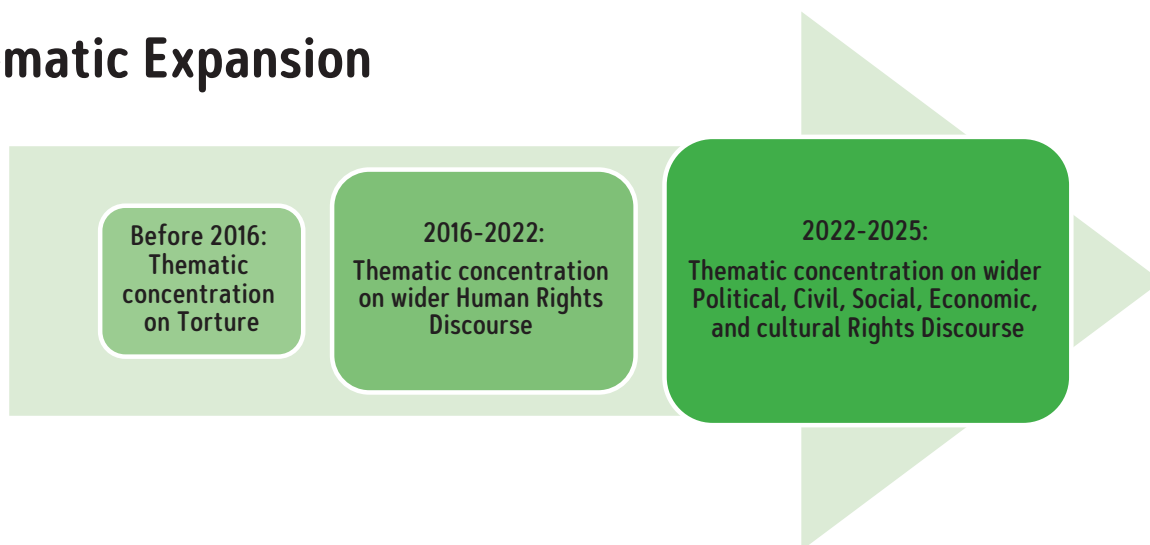 matic Expansion
Before 2016:
Thematic
concentration
on Torture
2016-2022:
Thematic concentration
on wider Human Rights
Discourse
2022-2025:
Thematic concentration on wider
Political, Civil, Social, Economic,
and cultural Rights Discourse